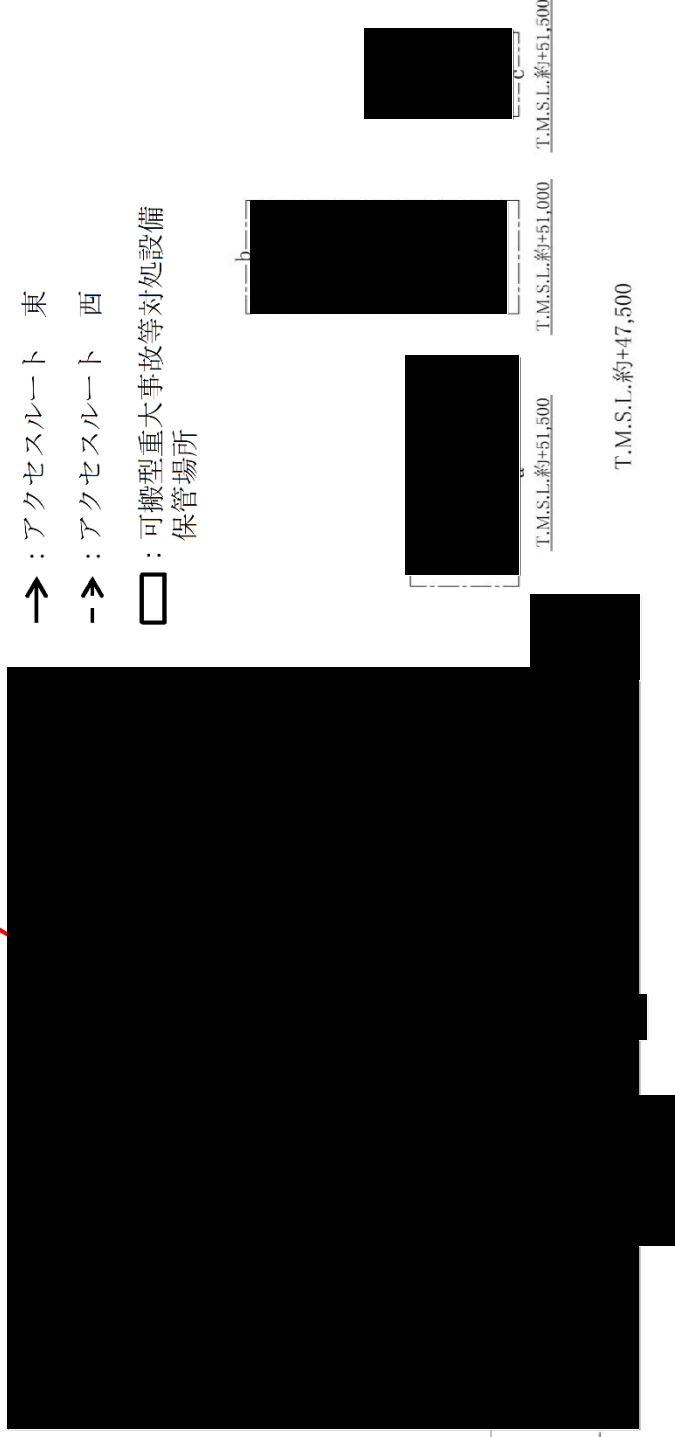 :アクセスルート 東
:アクセスルート 西
:可搬型重大事故等対処設備
保管場所
b
a
c
T.M.S.L.約+51,500
T.M.S.L.約+51,000
T.M.S.L.約+51,500
T.M.S.L.約+47,500